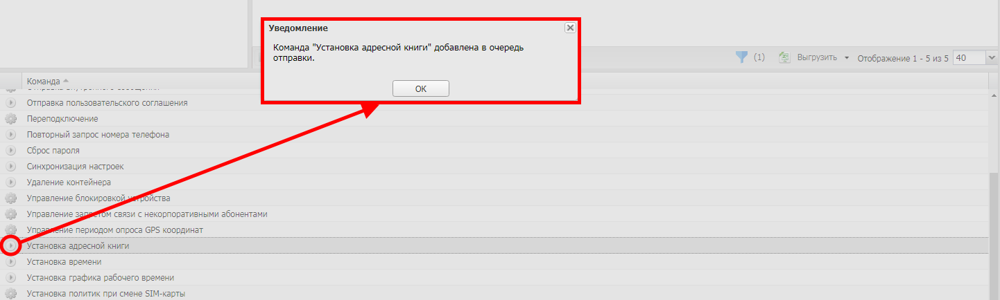 Уведомление
Команда "Установка адресной книги" добавлена в очередь
отправки.
OK
(1) Выгрузить Отображение 1 - 5 из 5 40
Команда
Отправка внутреннего сообщения
Отправка пользовательского соглашения
Переподключение
Повторный запрос номера телефона
Сброс пароля
Синхронизация настроек
Удаление контейнера
Управление блокировкой устройства
Управление запретом связи с некорпоративными абонентами
Управление периодом опроса GPS координат
Установка адресной книги
Установка времени
Установка графика рабочего времени
Установка политик при смене SIM-карты